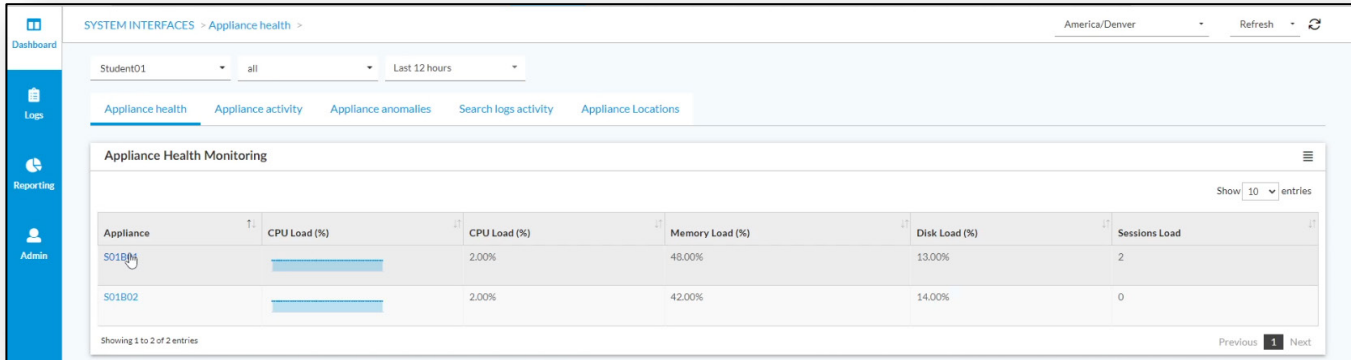 SYSTEM INTERFACES > Appliance health >
America/Denver
Refresh
Dashboard
Logs
Reporting
Admin
Student01
all
Last 12 hours
Appliance health
Appliance activity
Appliance anomalies
Search logs activity
Appliance Locations
Appliance Health Monitoring
Show 10 entries
Appliance CPU Load (%) CPU Load (%) Memory Load (%) Disk Load (%) Sessions Load
S01B01 2.00% 48.00% 13.00% 2
S01B02 2.00% 42.00% 14.00% 0
Showing 1 to 2 of 2 entries
Previous 1 Next